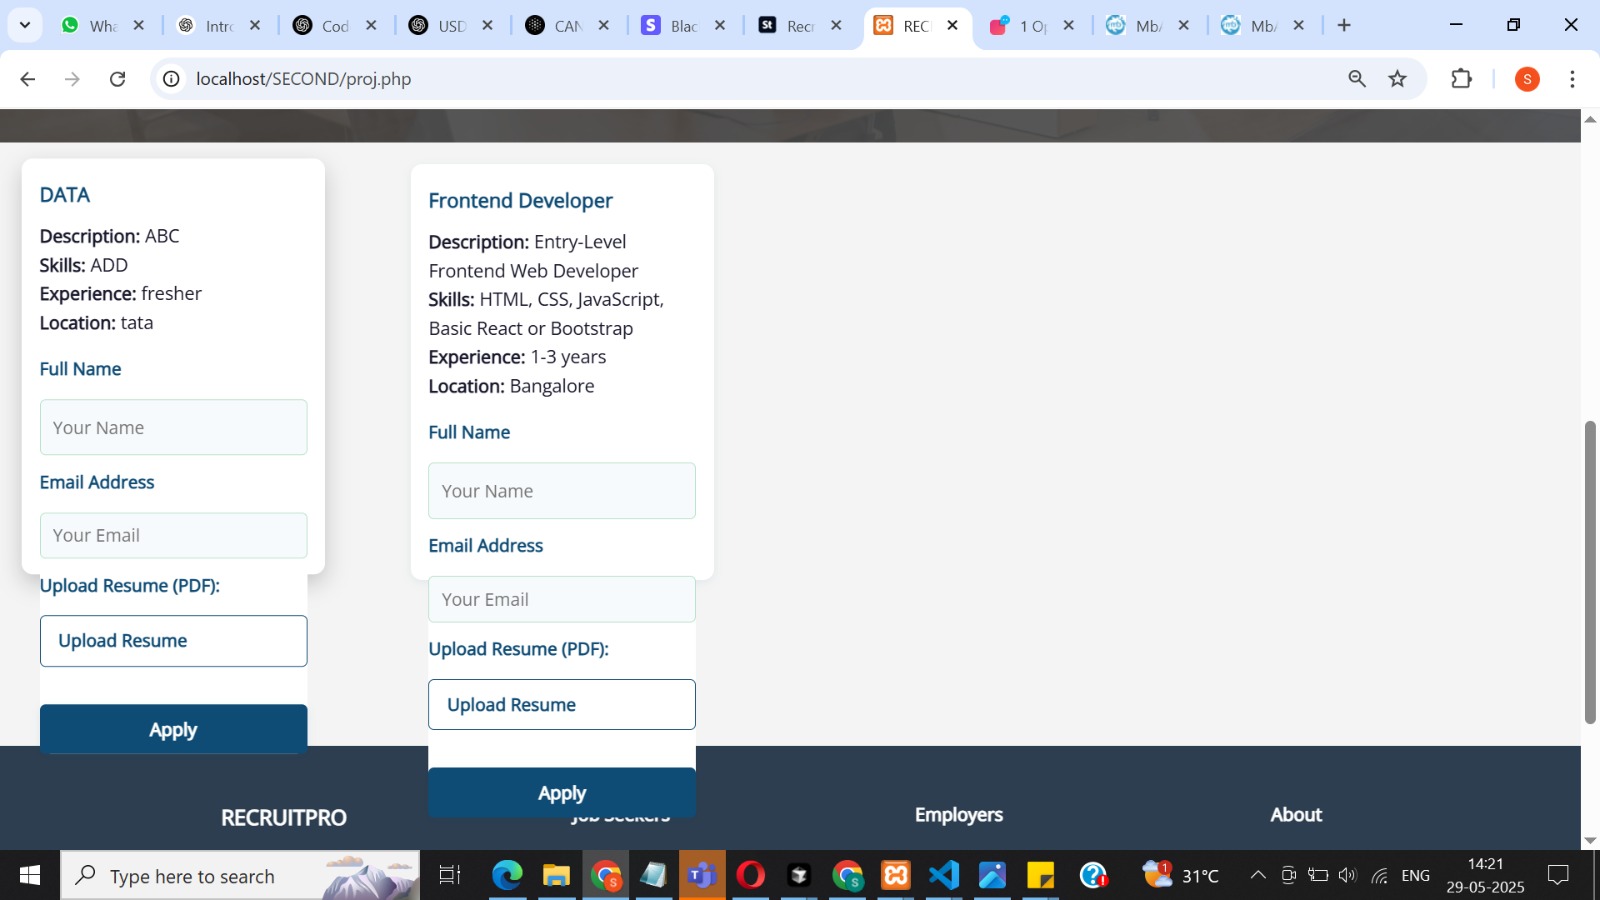 Wha
Intro
Cod
USD
CAN
Blac
Recr
REC
1 Op
MbA
MbA
localhost/SECOND/proj.php
S
DATA
Description: ABC
Skills: ADD
Experience: fresher
Location: tata
Full Name
Your Name
Email Address
Your Email
Upload Resume (PDF):
Upload Resume
Apply
Frontend Developer
Description: Entry-Level
Frontend Web Developer
Skills: HTML, CSS, JavaScript,
Basic React or Bootstrap
Experience: 1-3 years
Location: Bangalore
Full Name
Your Name
Email Address
Your Email
Upload Resume (PDF):
Upload Resume
Apply
RECRUITPRO
Job Seekers
Employers
About
Type here to search
31°C
ENG
14:21
29-05-2025